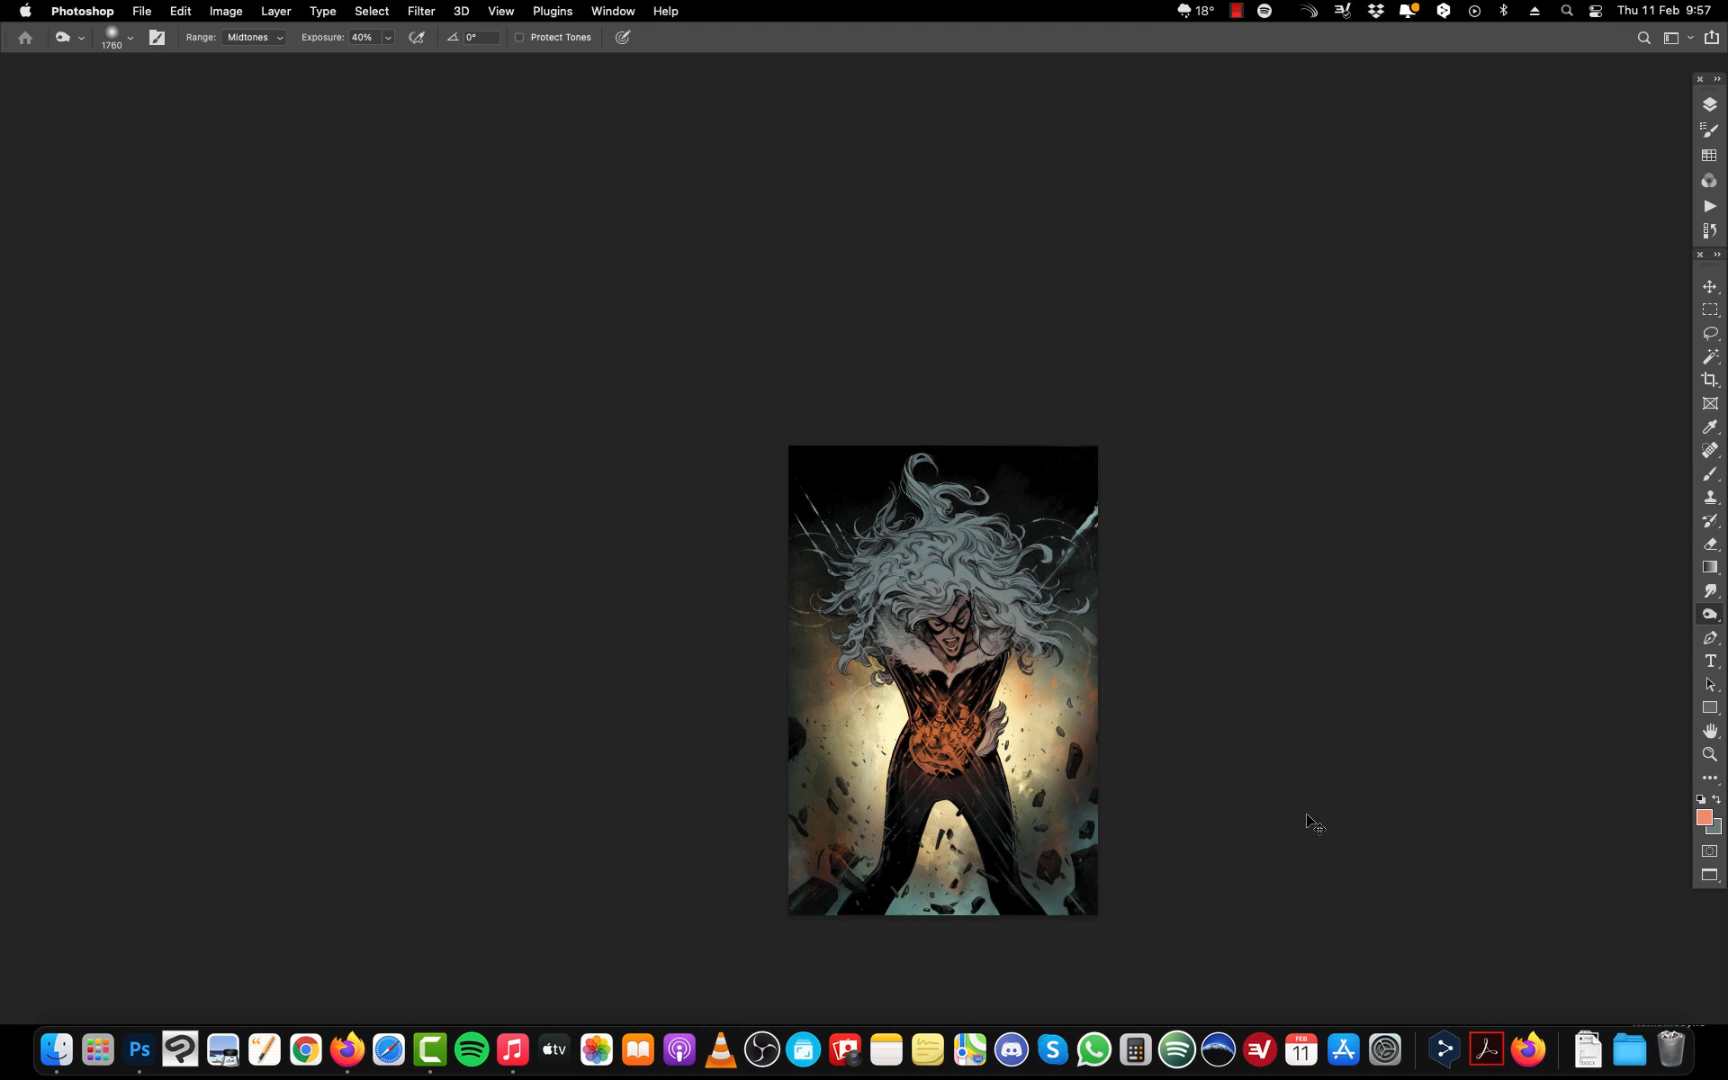 Photoshop File Edit Image Layer Type Select Filter 3D View Plugins Window Help 18° Thu 11 Feb 9:57
1760 Range: Midtones Exposure: 40% 0° Protect Tones
T
Ps tv FEB 11